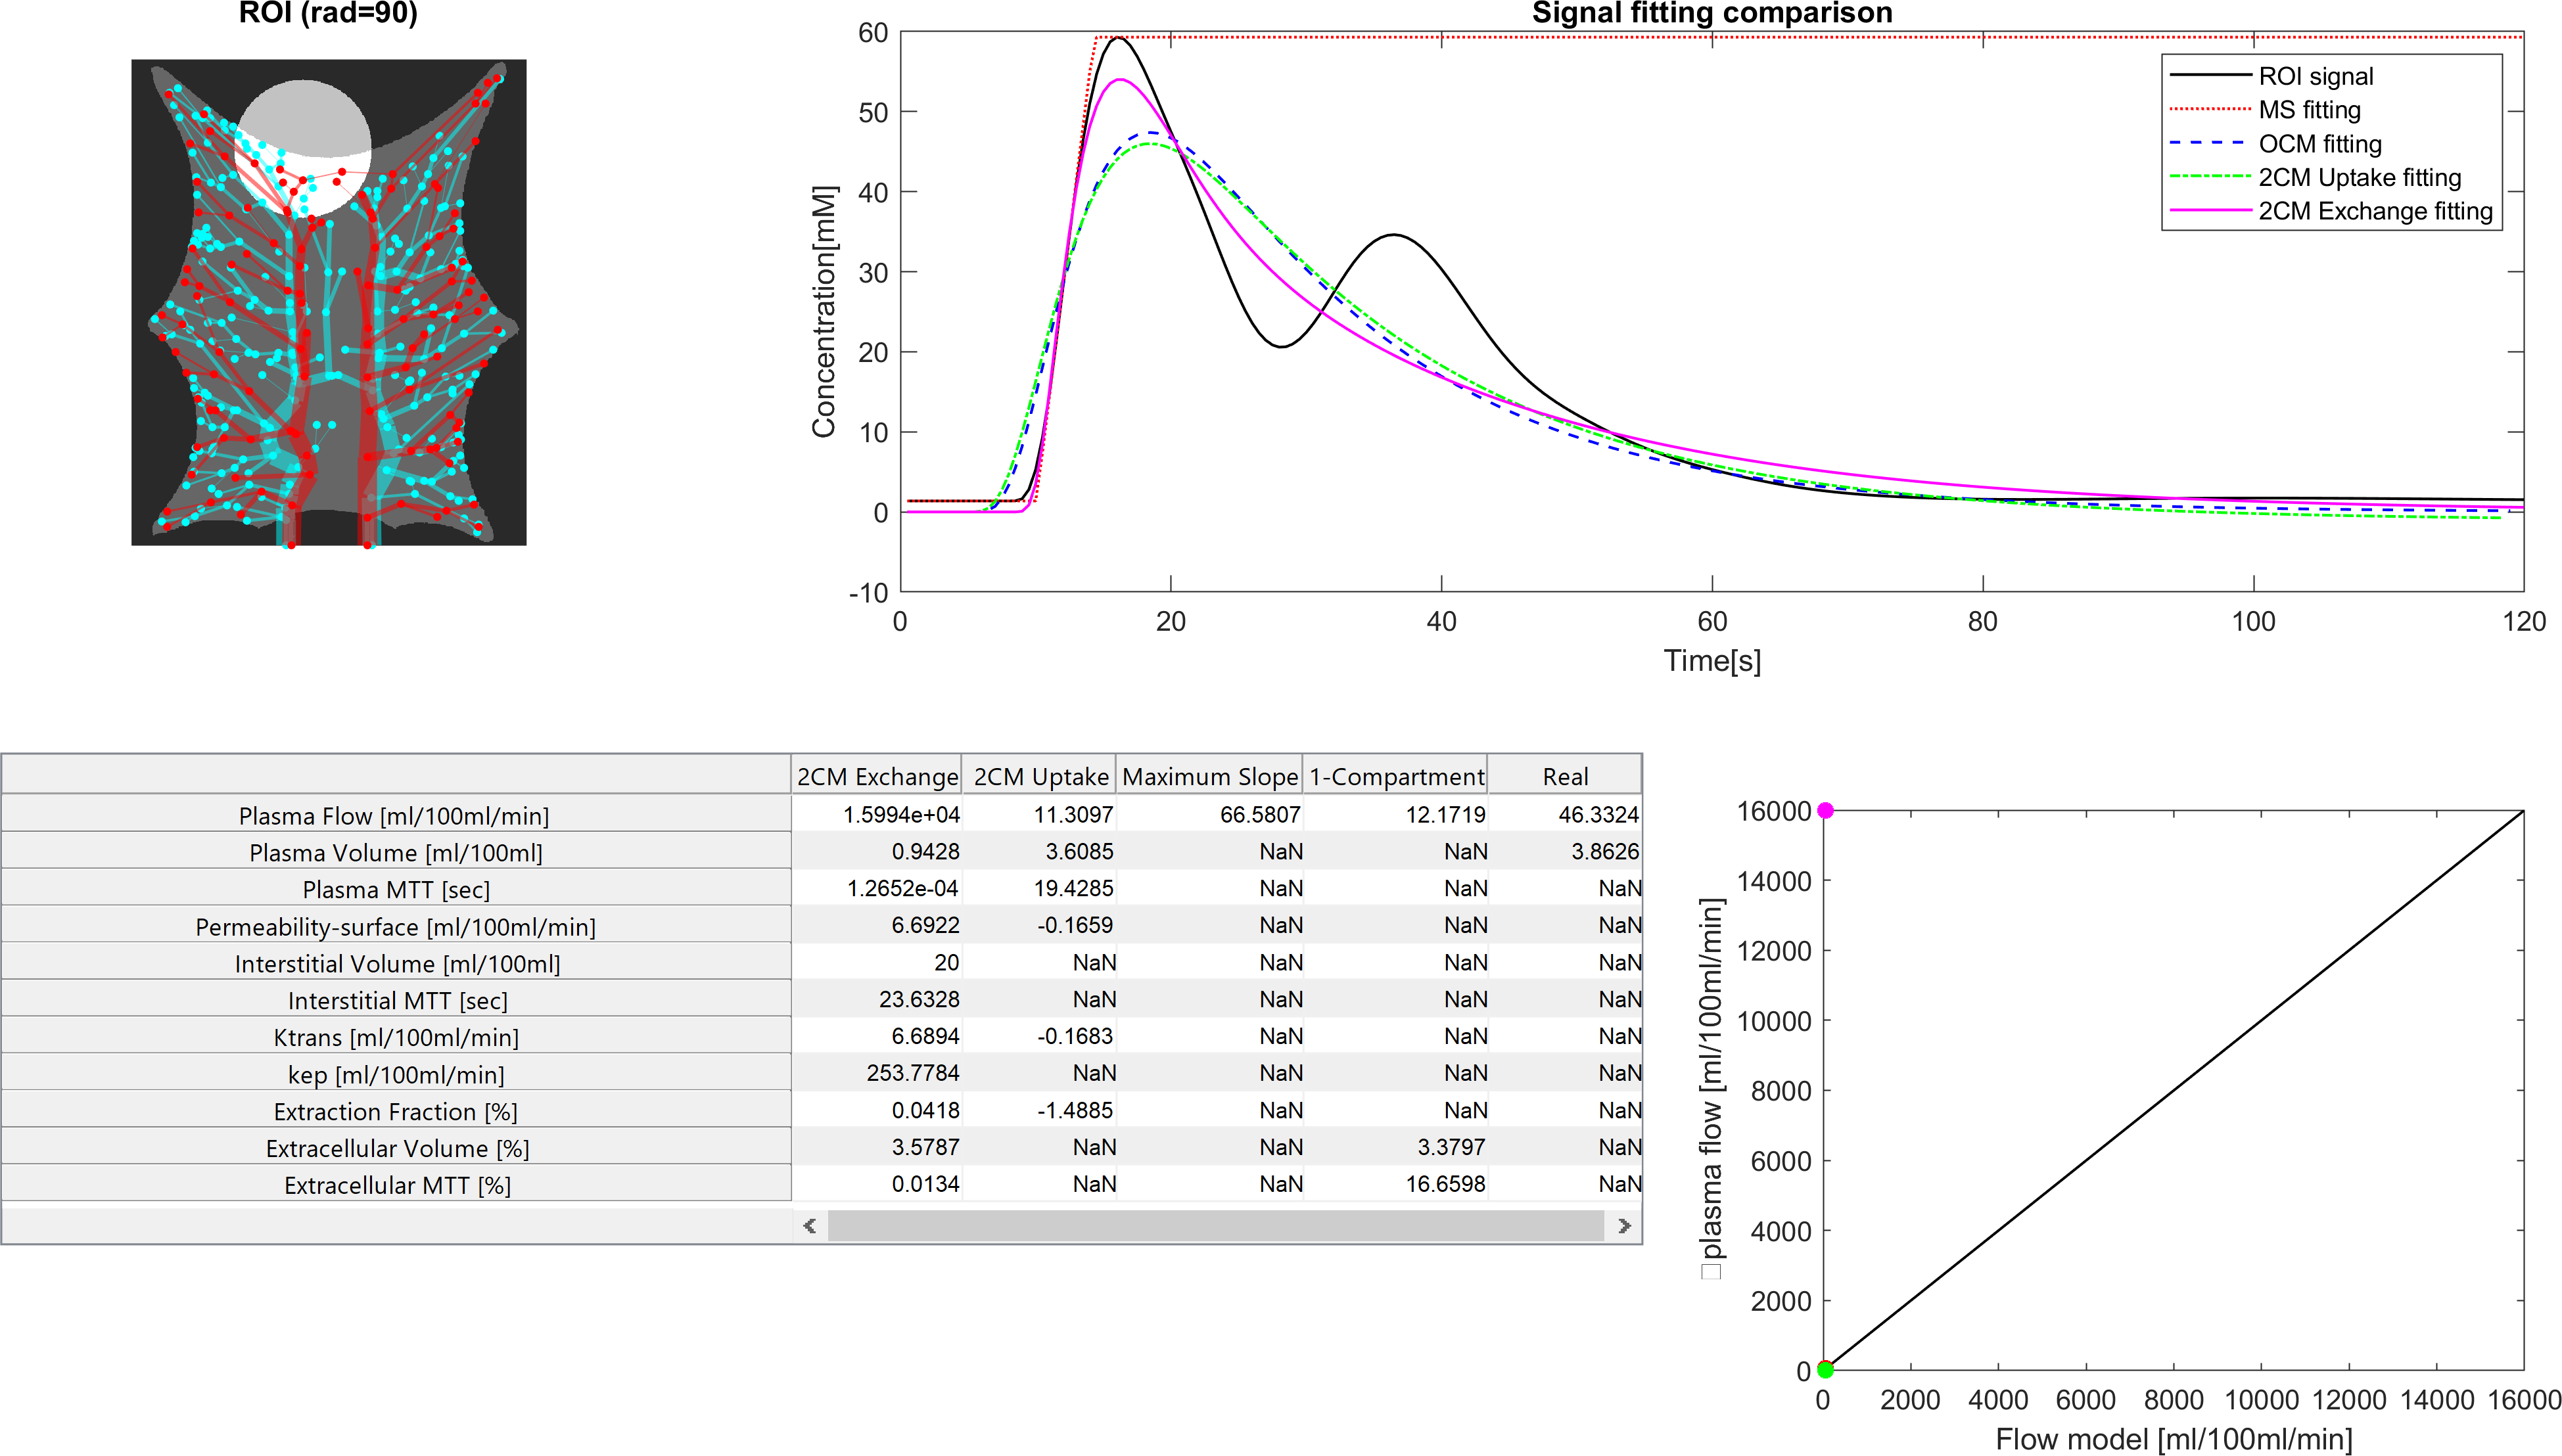 ROI (rad=90)
Signal fitting comparison
60
50
40
30
20
10
0
-10
Concentration[mM]
0 20 40 60 80 100 120
Time[s]
ROI signal
MS fitting
OCM fitting
2CM Uptake fitting
2CM Exchange fitting
2CM Exchange 2CM Uptake Maximum Slope 1-Compartment Real
Plasma Flow [ml/100ml/min] 1.5994e+04 11.3097 66.5807 12.1719 46.3324
Plasma Volume [ml/100ml] 0.9428 3.6085 NaN NaN 3.8626
Plasma MTT [sec] 1.2652e-04 19.4285 NaN NaN NaN
Permeability-surface [ml/100ml/min] 6.6922 -0.1659 NaN NaN NaN
Interstitial Volume [ml/100ml] 20 NaN NaN NaN NaN
Interstitial MTT [sec] 23.6328 NaN NaN NaN NaN
Ktrans [ml/100ml/min] 6.6894 -0.1683 NaN NaN NaN
kep [ml/100ml/min] 253.7784 NaN NaN NaN NaN
Extraction Fraction [%] 0.0418 -1.4885 NaN NaN NaN
Extracellular Volume [%] 3.5787 NaN NaN 3.3797 NaN
Extracellular MTT [%] 0.0134 NaN NaN 16.6598 NaN
16000
14000
12000
10000
8000
6000
4000
2000
0
□plasma flow [ml/100ml/min]
0 2000 4000 6000 8000 10000 12000 14000 16000
Flow model [ml/100ml/min]